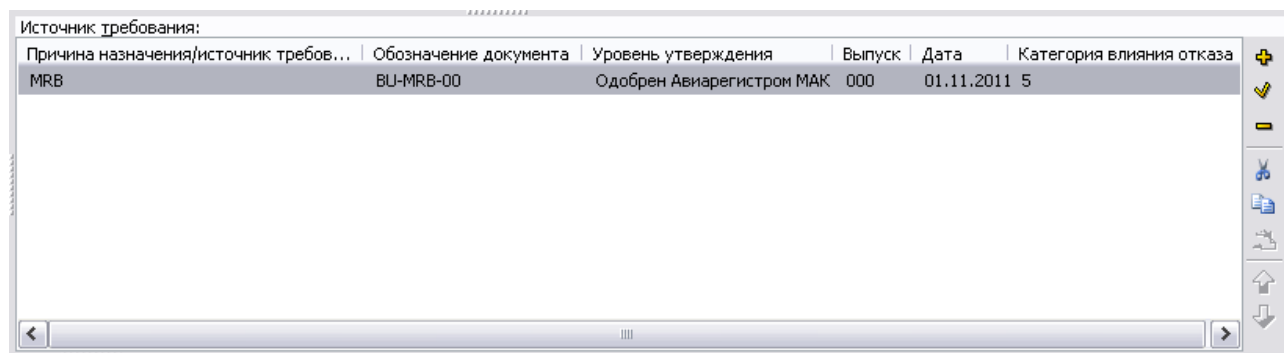 Источник требования:
Причина назначения/источник требов... Обозначение документа Уровень утверждения Выпуск Дата Категория влияния отказа
MRB BU-MRB-00 Одобрен Авиарегистром МАК 000 01.11.2011 5